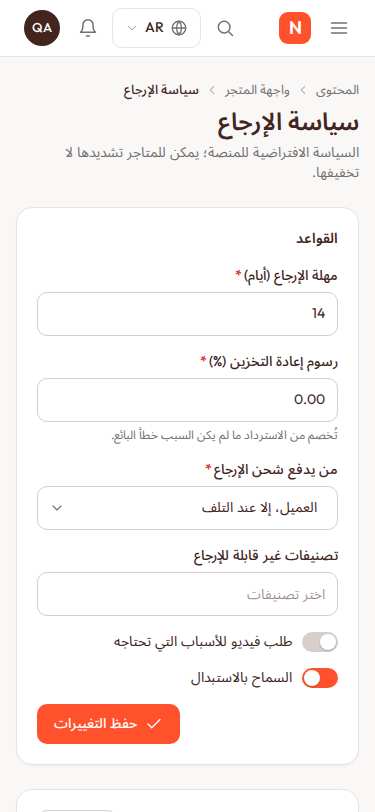 N
AR
QA
المحتوى
واجهة المتجر
سياسة الإرجاع
سياسة الإرجاع
السياسة الافتراضية للمنصة؛ يمكن للمتاجر تشديدها لا
تخفيفها.
القواعد
مهلة الإرجاع (أيام) *
14
رسوم إعادة التخزين (%) *
0.00
تُخصم من الاسترداد ما لم يكن السبب خطأ البائع.
من يدفع شحن الإرجاع *
العميل، إلا عند التلف
تصنيفات غير قابلة للإرجاع
اختر تصنيفات
طلب فيديو للأسباب التي تحتاجه
السماح بالاستبدال
حفظ التغييرات